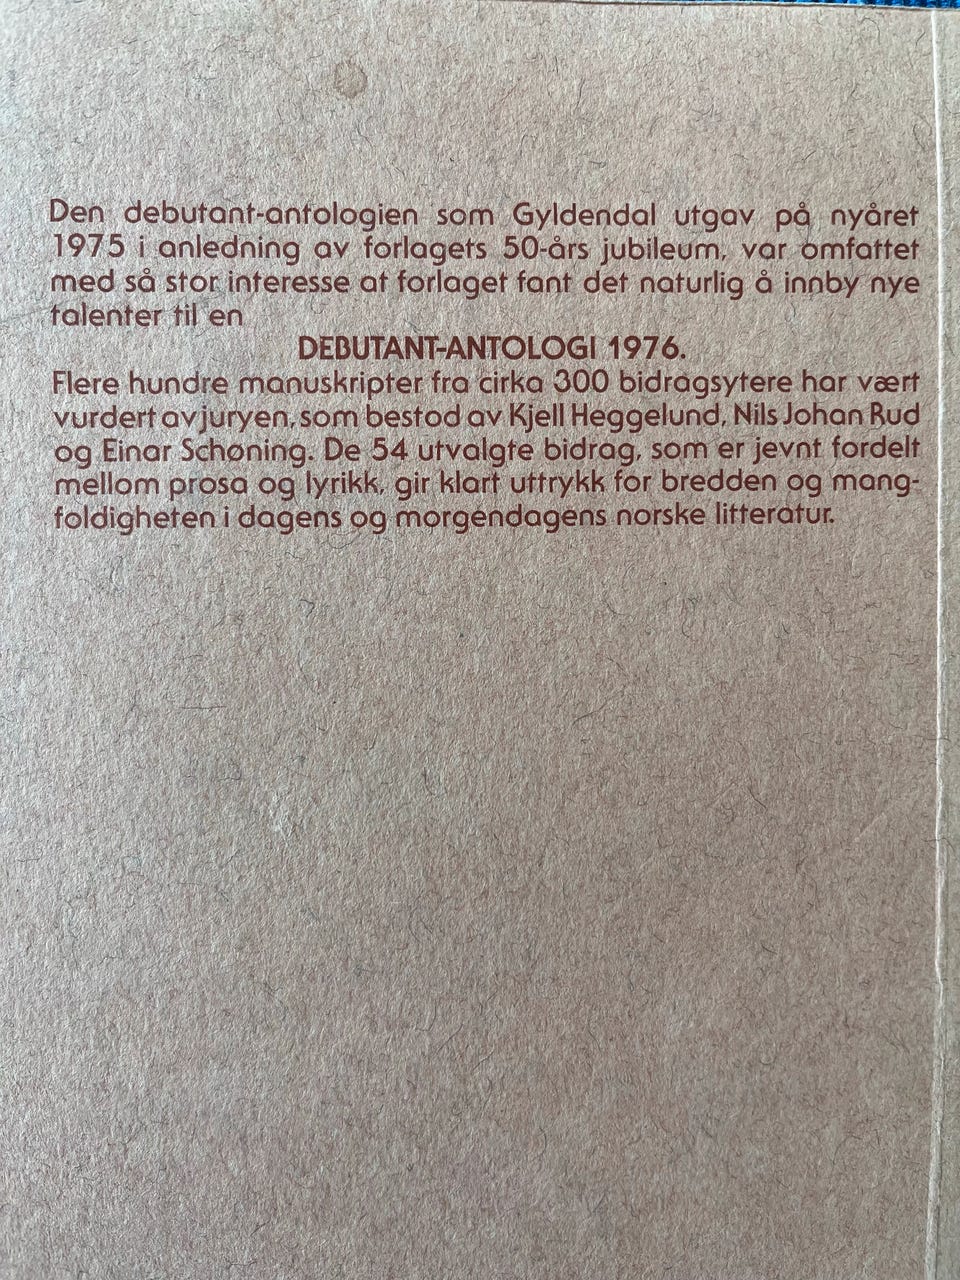 Den debutant-antologien som Gyldendal utgav på nyåret
1975 i anledning av forlagets 50-års jubileum, var omfattet
med så stor interesse at forlaget fant det naturlig å innby nye
talenter til en
DEBUTANT-ANTOLOGI 1976.
Flere hundre manuskripter fra cirka 300 bidragsytere har vært
vurdert av juryen, som bestod av Kjell Heggelund, Nils Johan Rud
og Einar Schøning. De 54 utvalgte bidrag, som er jevnt fordelt
mellom prosa og lyrikk, gir klart uttrykk for bredden og mang-
foldigheten i dagens og morgendagens norske litteratur.